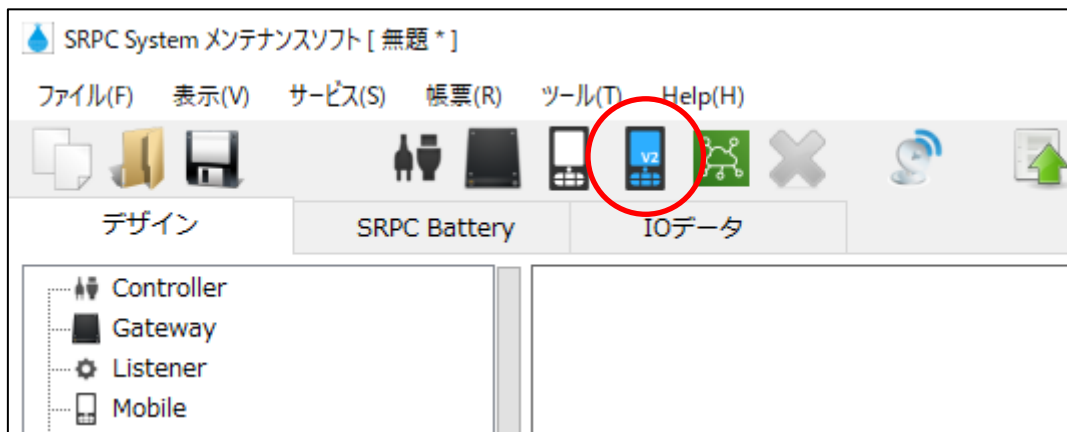 SRPC System メンテナンスソフト [ 無題 * ]
ファイル(F) 表示(V) サービス(S) 帳票(R) ツール(T) Help(H)
V2
デザイン SRPC Battery IOデータ
Controller
Gateway
Listener
Mobile